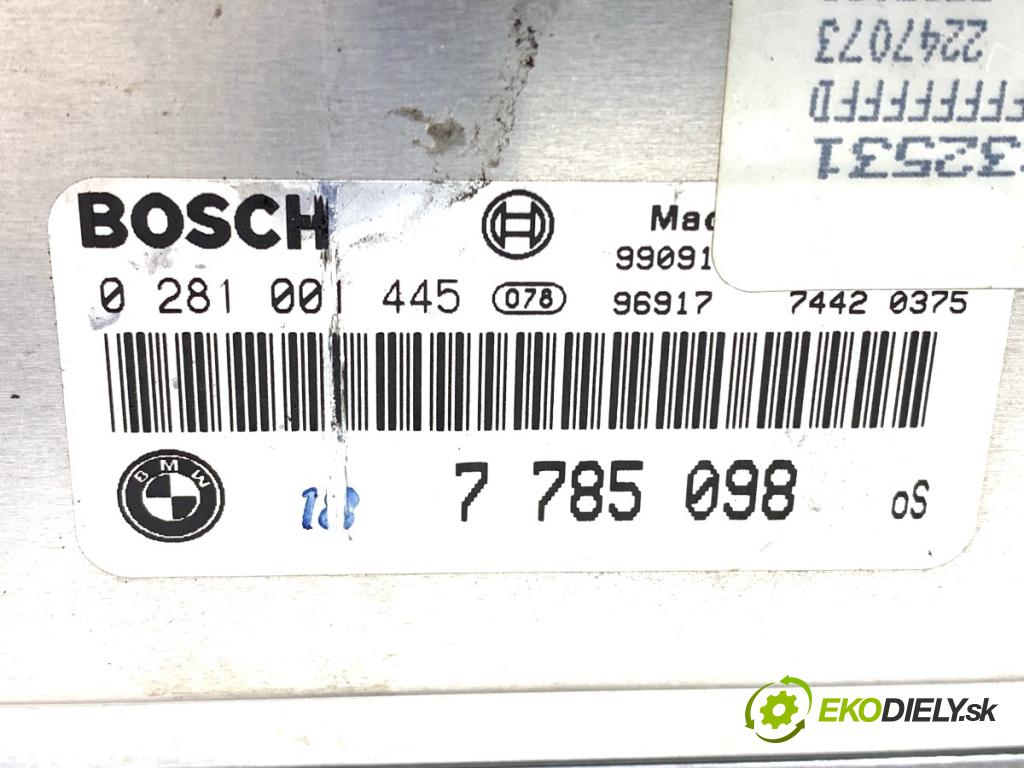 2247073
FFFFFFFD
32531
BOSCH
0 281 001 445 078
99091
96917 7442 0375
BMW
7 785 098 oS
EKODIELY.sk